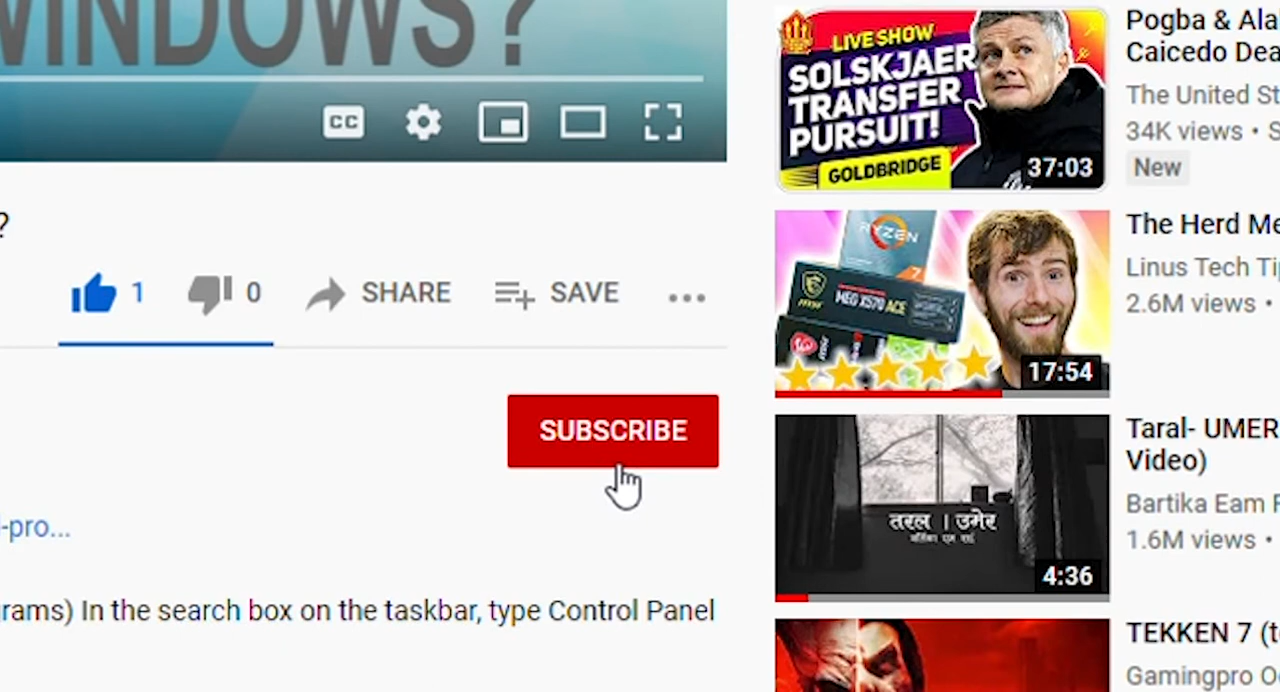 WINDOWS?
CC
?
1
0
SHARE
SAVE
SUBSCRIBE
-pro...
rams) In the search box on the taskbar, type Control Panel
LIVE SHOW
SOLSKJAER
TRANSFER
PURSUIT!
GOLDBRIDGE
37:03
Pogba & Ala
Caicedo Dea
The United St
34K views • S
New
RYZEN
7
MEG X570 ACE
17:54
The Herd Me
Linus Tech Ti
2.6M views •
तरल | उमेर
4:36
Taral- UMER
Video)
Bartika Eam R
1.6M views •
TEKKEN 7 (t
Gamingpro O